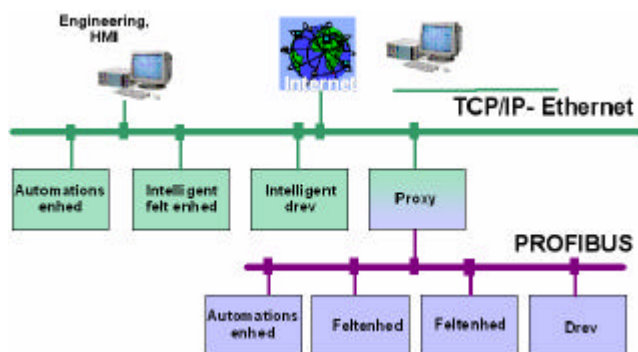 Engineering,
HMI
Internet
TCP/IP- Ethernet
Automations
enhed
Intelligent
felt enhed
Intelligent
drev
Proxy
PROFIBUS
Automations
enhed
Feltenhed
Feltenhed
Drev